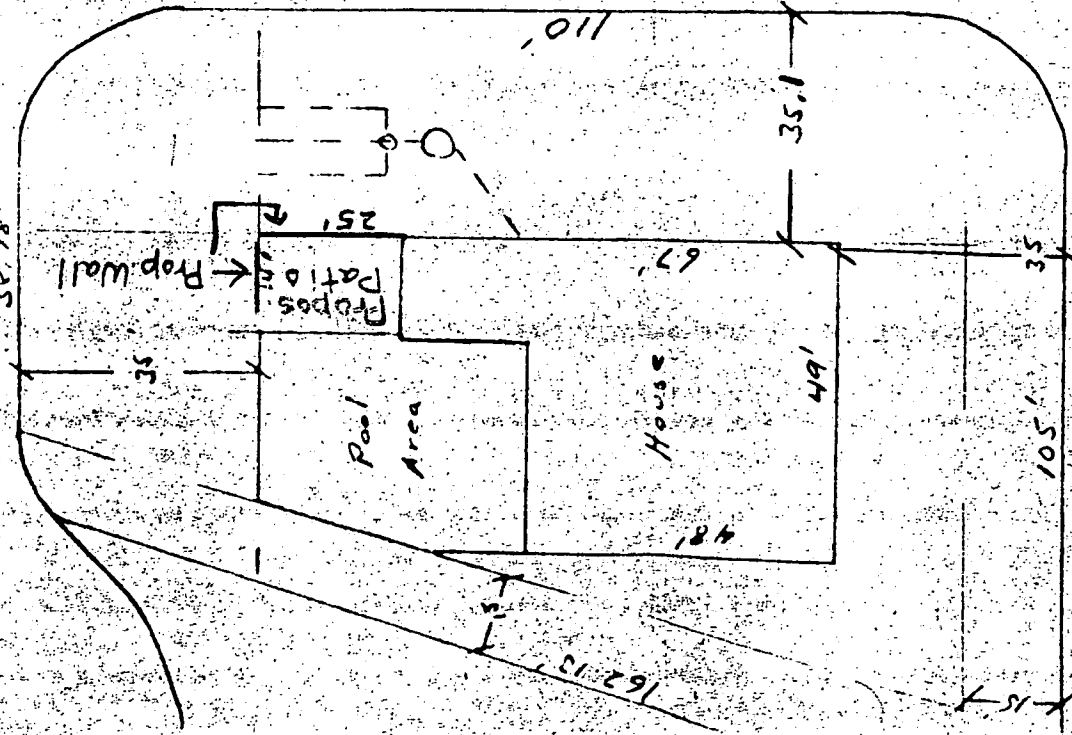 110'
35.1
25'
Prop. Wall
Propos.
Patio
67'
35
35
49'
Pool
Area
House
105'
48'
15
162.13'
15